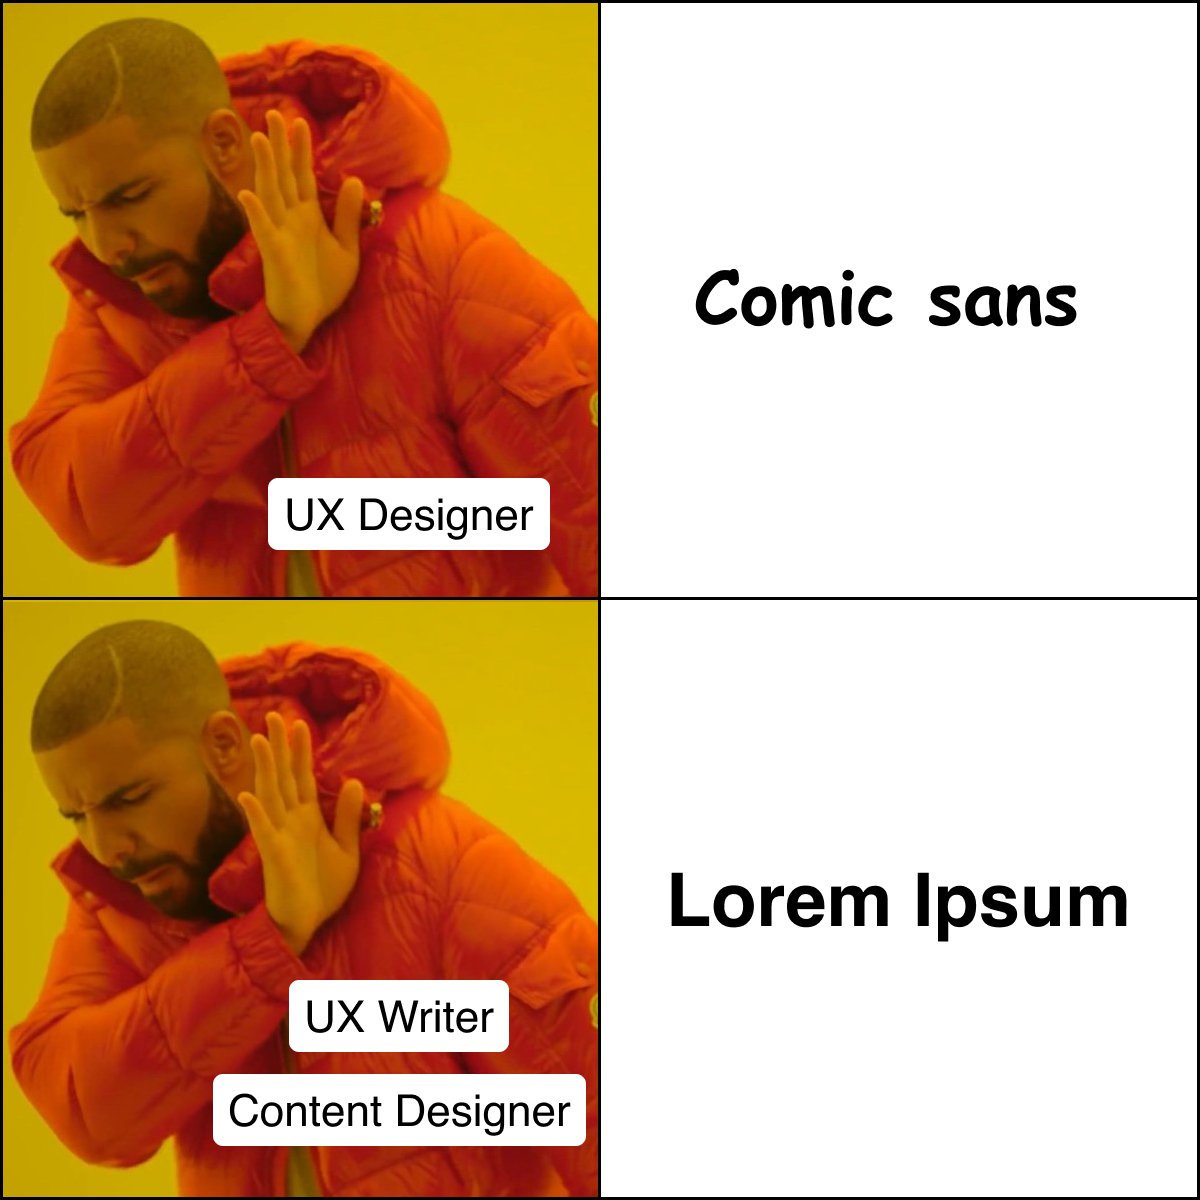 Comic sans
UX Designer
Lorem Ipsum
UX Writer
Content Designer